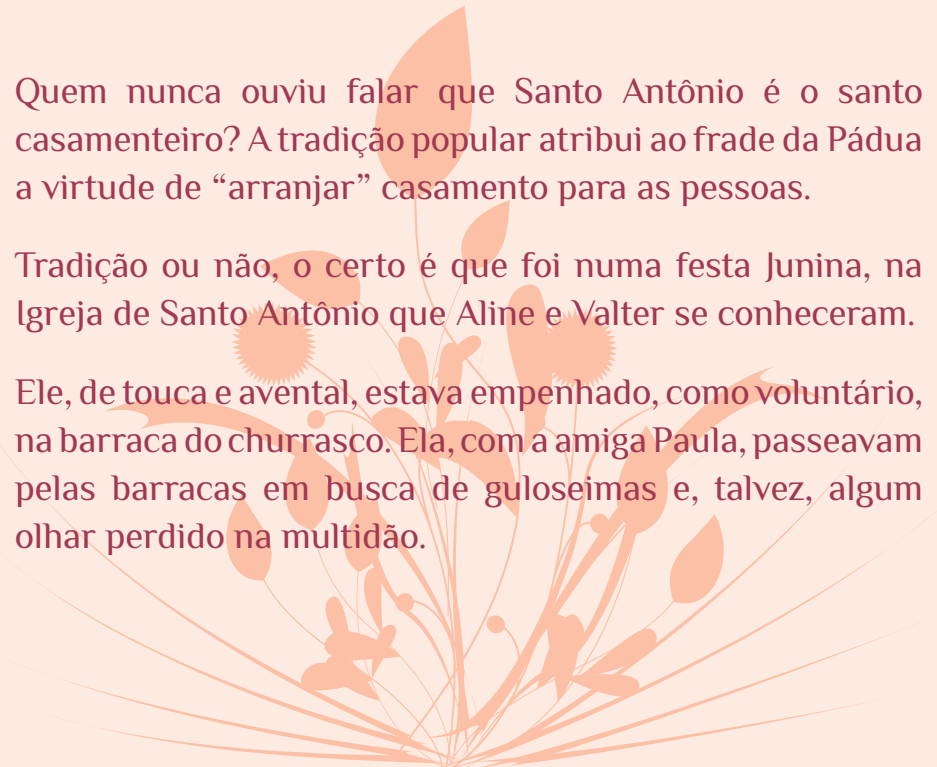 Quem nunca ouviu falar que Santo Antônio é o santo
casamenteiro? A tradição popular atribui ao frade da Pádua
a virtude de “arranjar” casamento para as pessoas.
Tradição ou não, o certo é que foi numa festa Junina, na
Igreja de Santo Antônio que Aline e Valter se conheceram.
Ele, de touca e avental, estava empenhado, como voluntário,
na barraca do churrasco. Ela, com a amiga Paula, passeavam
pelas barracas em busca de guloseimas e, talvez, algum
olhar perdido na multidão.